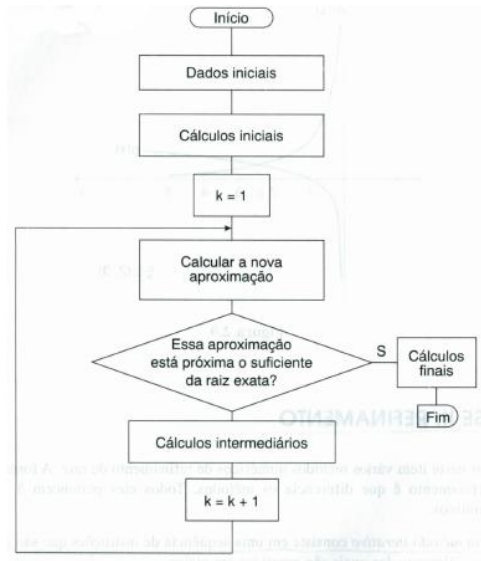 Início
Dados iniciais
Cálculos iniciais
k = 1
Calcular a nova
aproximação
Essa aproximação
está próxima o suficiente
da raiz exata?
S
Cálculos
finais
Fim
Cálculos intermediários
k = k + 1